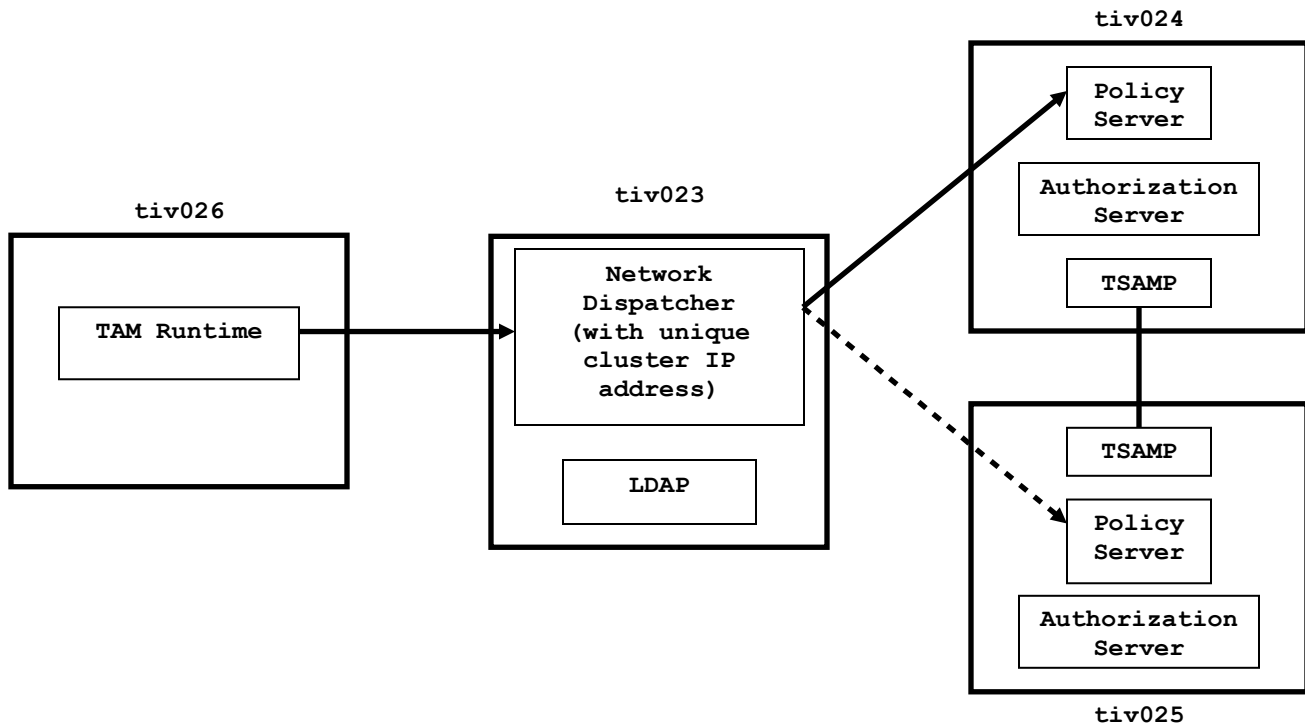 tiv026
TAM Runtime
tiv023
Network
Dispatcher
(with unique
cluster IP
address)
LDAP
tiv024
Policy
Server
Authorization
Server
TSAMP
TSAMP
Policy
Server
Authorization
Server
tiv025